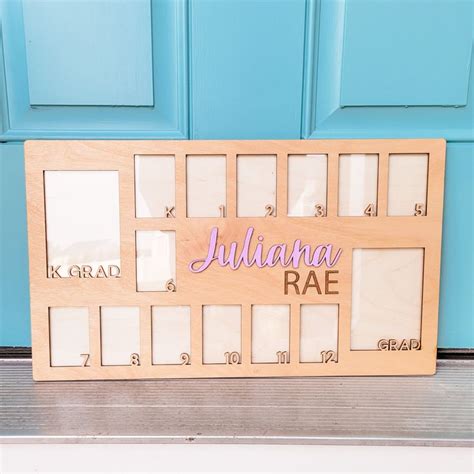 K 1 2 3 4 5
K GRAD
6
Juliana
RAE
7 8 9 10 11 12
GRAD